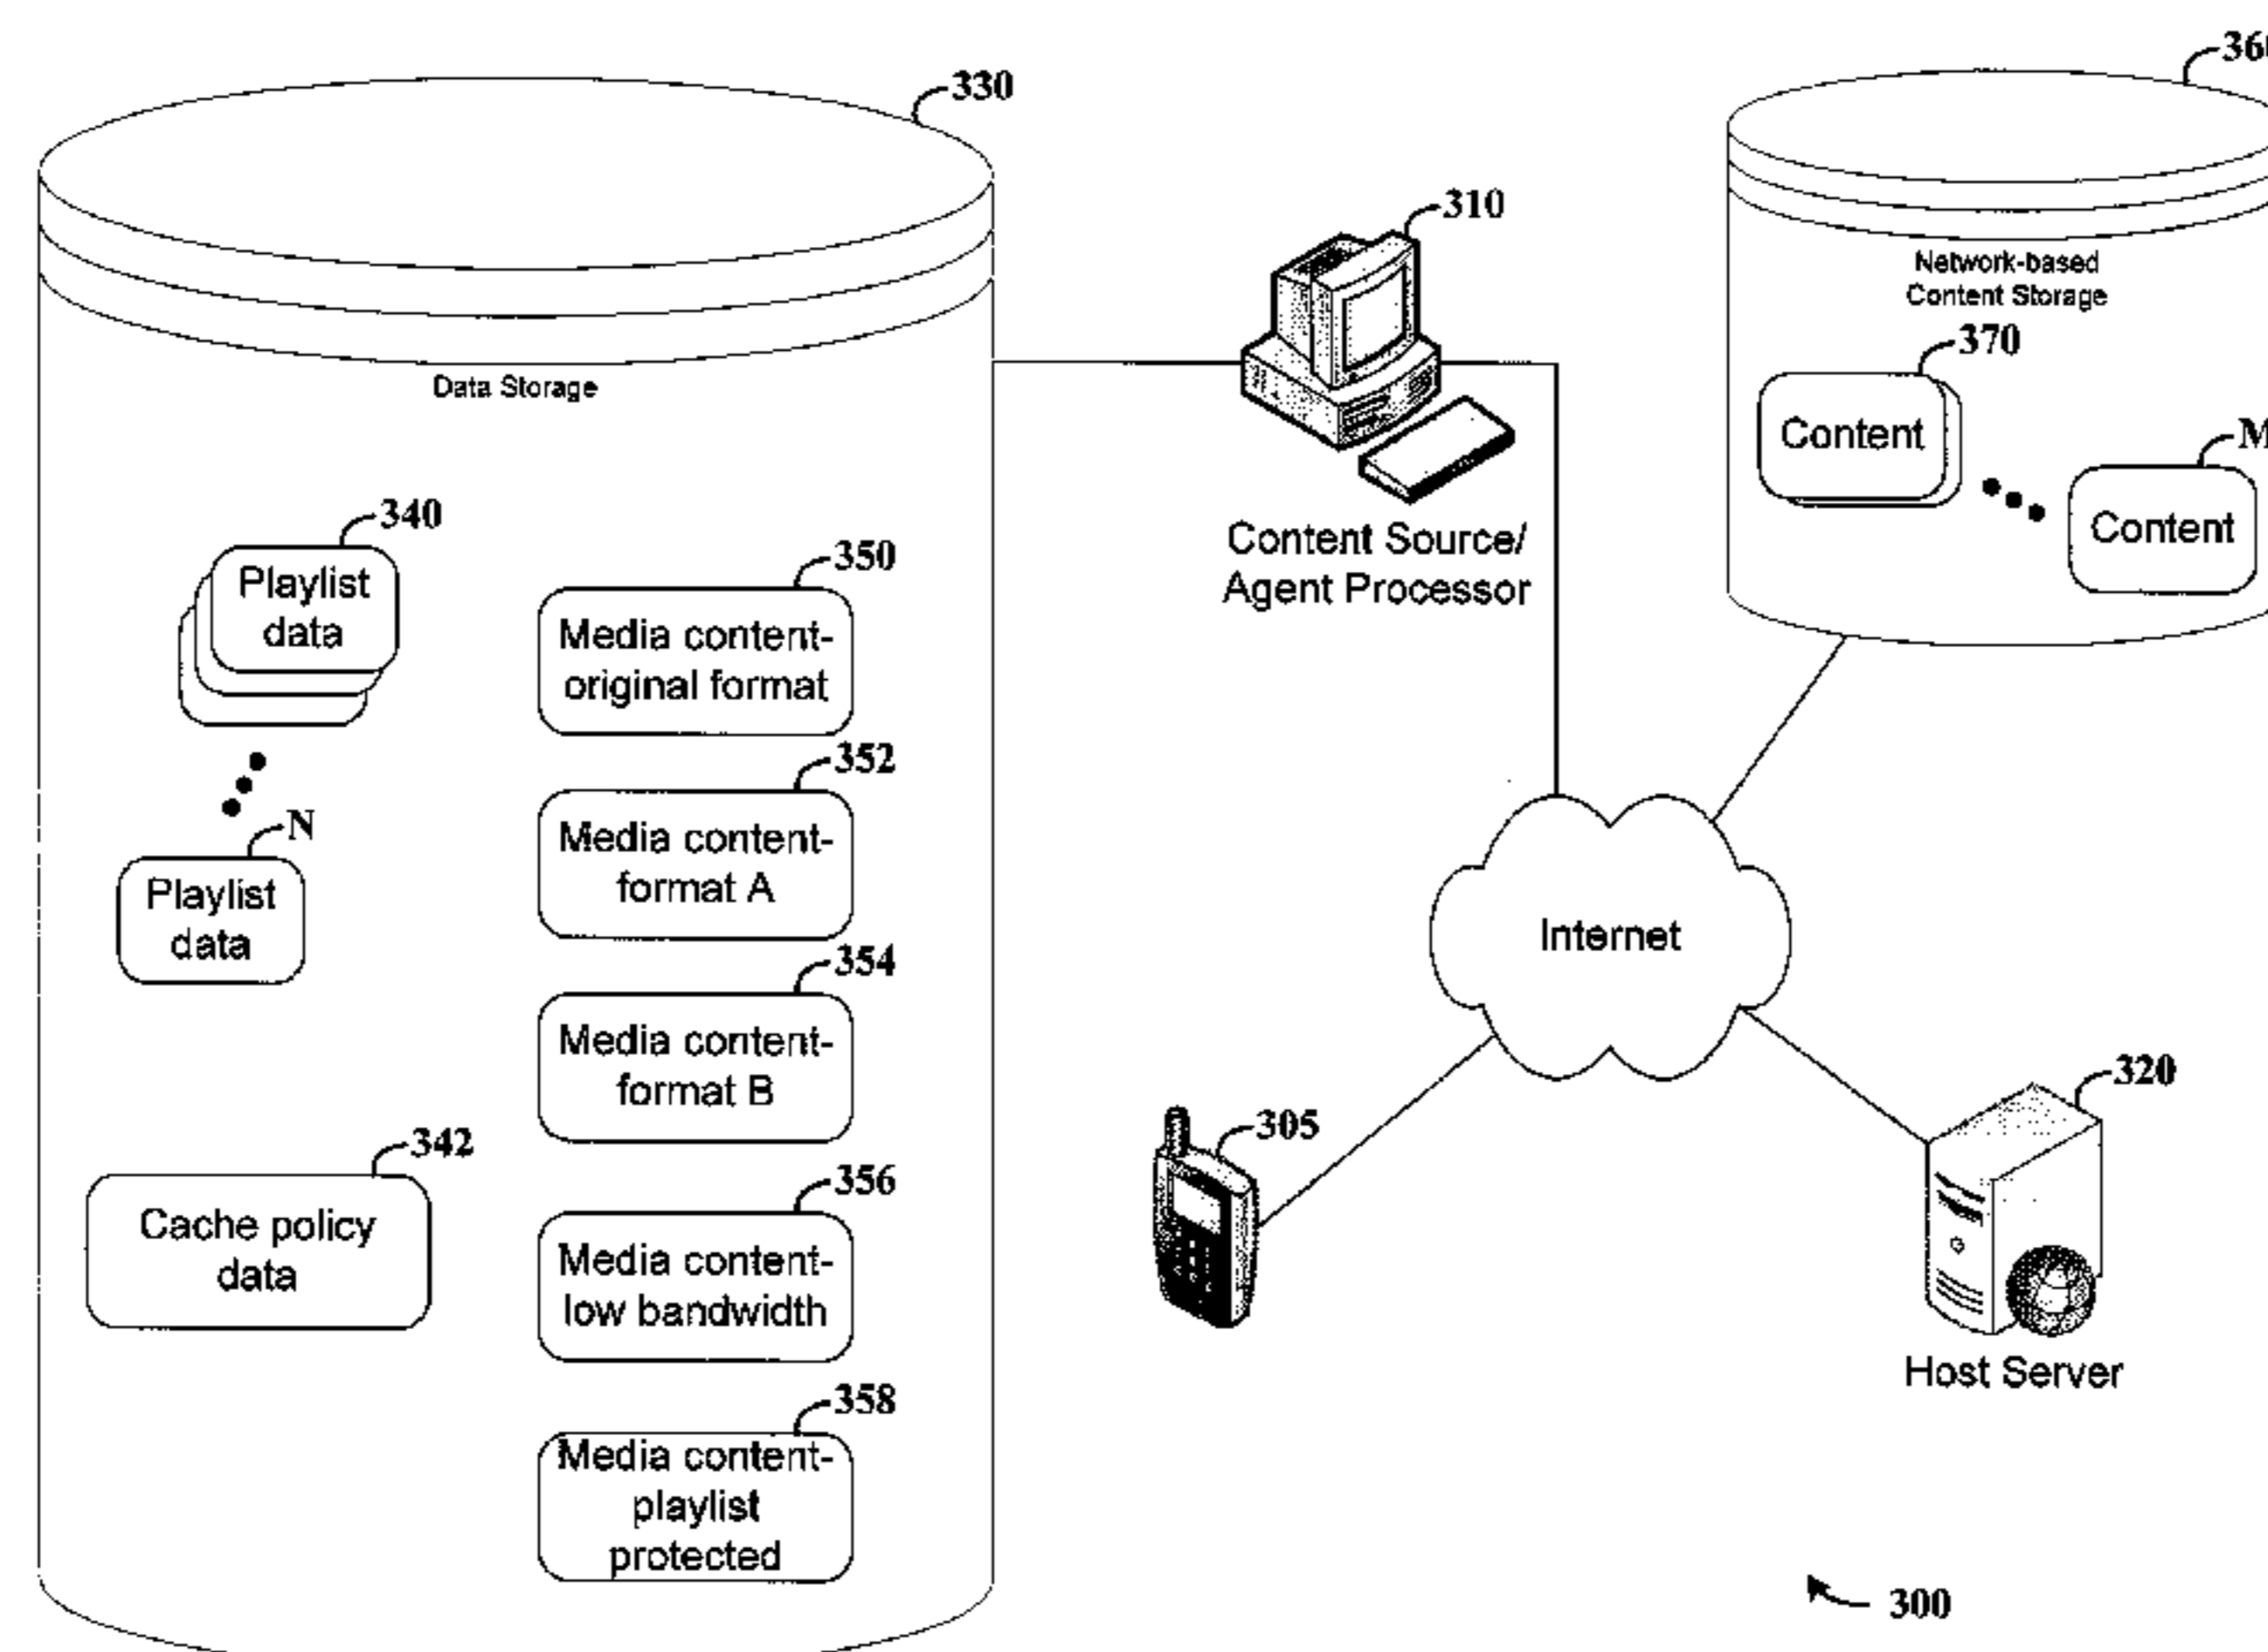 330
Data Storage
340
Playlist
data
N
Playlist
data
342
Cache policy
data
350
Media content-
original format
352
Media content-
format A
354
Media content-
format B
356
Media content-
low bandwidth
358
Media content-
playlist
protected
310
Content Source/
Agent Processor
Network-based
Content Storage
370
Content
M
Content
Internet
305
320
Host Server
300